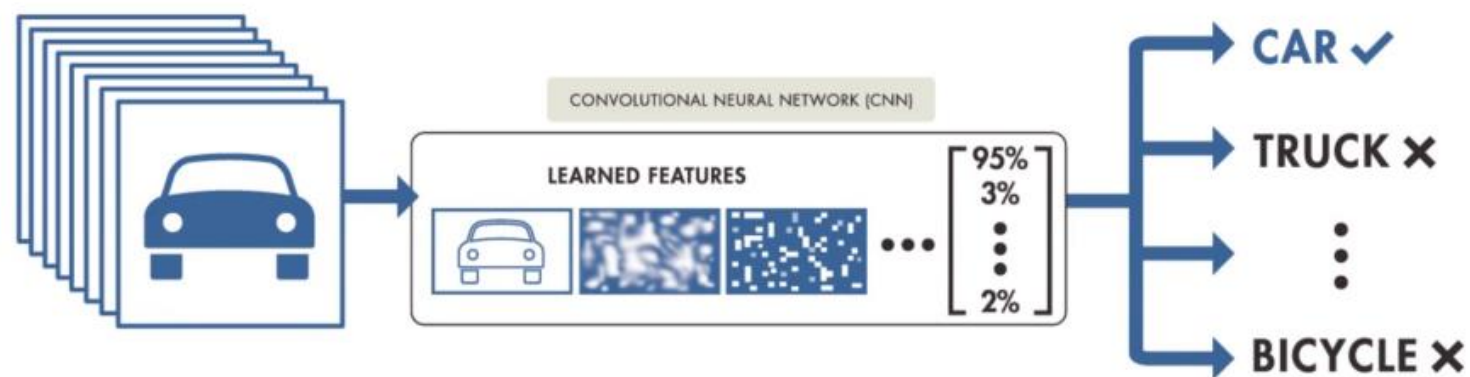 CONVOLUTIONAL NEURAL NETWORK (CNN)
LEARNED FEATURES
95%
3%
2%
CAR
TRUCK
BICYCLE